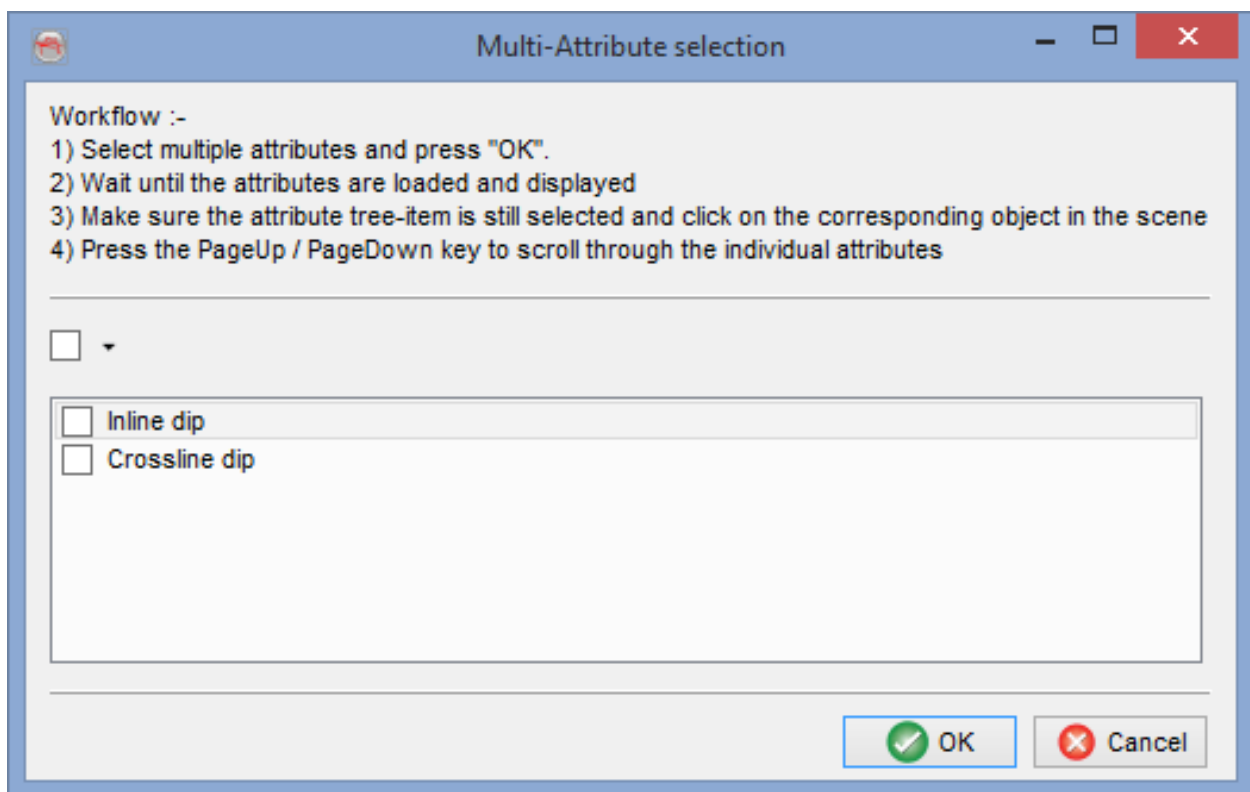 Multi-Attribute selection
Workflow :-
1) Select multiple attributes and press "OK".
2) Wait until the attributes are loaded and displayed
3) Make sure the attribute tree-item is still selected and click on the corresponding object in the scene
4) Press the PageUp / PageDown key to scroll through the individual attributes
Inline dip
Crossline dip
OK Cancel